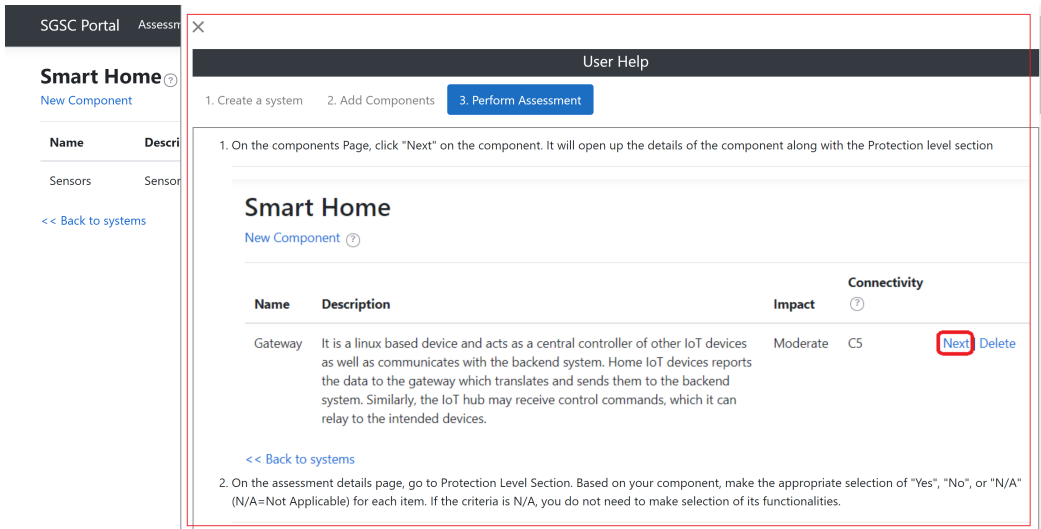 SGSC Portal Assessm
Smart Home ?
New Component
Name Descri
Sensors Sensor
<< Back to systems
×
User Help
1. Create a system 2. Add Components 3. Perform Assessment
1. On the components Page, click "Next" on the component. It will open up the details of the component along with the Protection level section
Smart Home
New Component ?
Name Description Impact Connectivity ?
Gateway It is a linux based device and acts as a central controller of other IoT devices Moderate C5 Next | Delete
as well as communicates with the backend system. Home IoT devices reports
the data to the gateway which translates and sends them to the backend
system. Similarly, the IoT hub may receive control commands, which it can
relay to the intended devices.
<< Back to systems
2. On the assessment details page, go to Protection Level Section. Based on your component, make the appropriate selection of "Yes", "No", or "N/A"
(N/A=Not Applicable) for each item. If the criteria is N/A, you do not need to make selection of its functionalities.